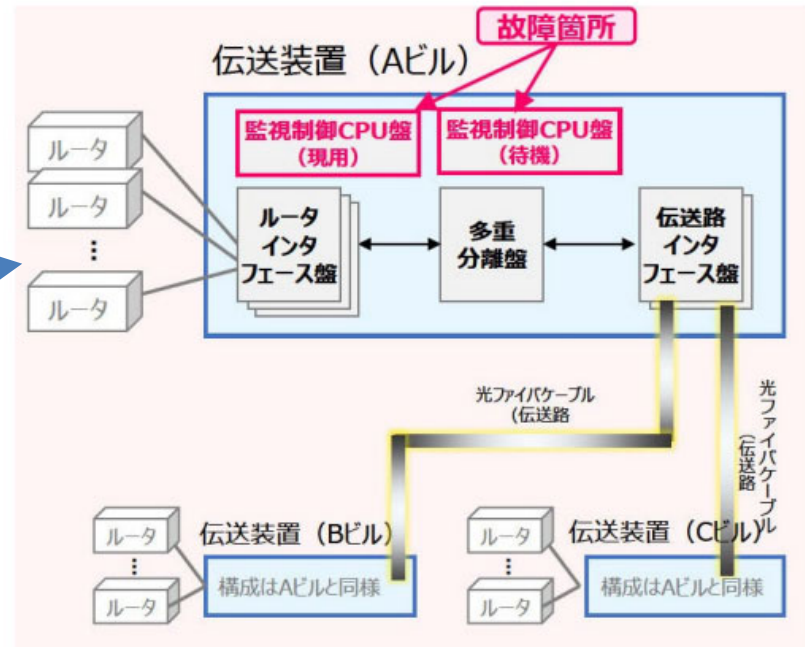 故障箇所
伝送装置（Aビル）
監視制御CPU盤
（現用）
監視制御CPU盤
（待機）
ルータ
ルータ
⋮
ルータ
ルータ
インタ
フェース盤
多重
分離盤
伝送路
インタ
フェース盤
光ファイバケーブル
(伝送路
光ファイバケーブル
(伝送路
伝送装置（Bビル）
ルータ
⋮
ルータ
構成はAビルと同様
伝送装置（Cビル）
ルータ
⋮
ルータ
構成はAビルと同様